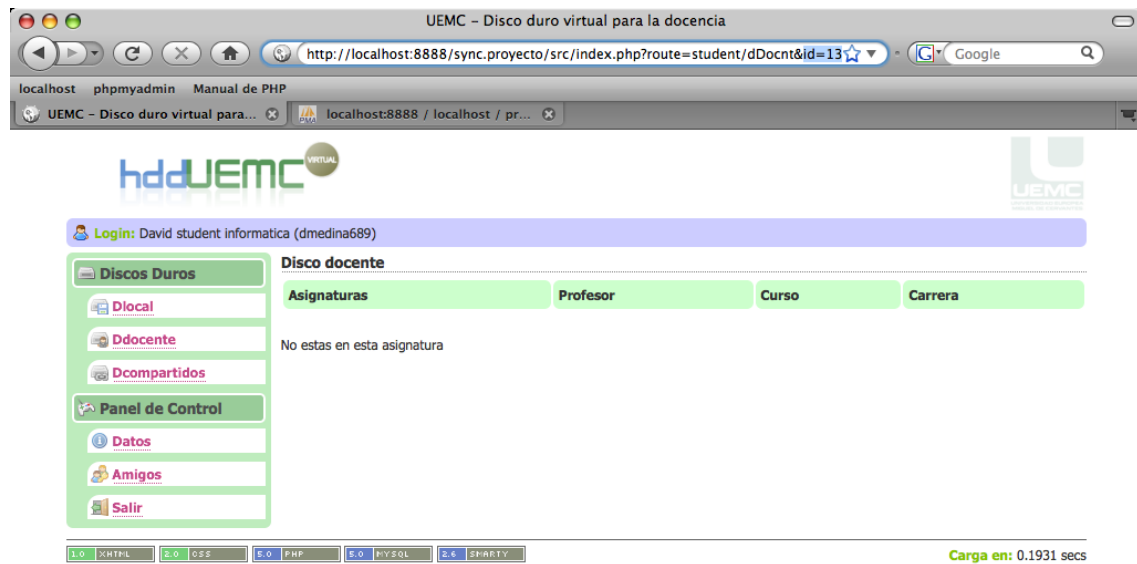 UEMC – Disco duro virtual para la docencia
http://localhost:8888/sync.proyecto/src/index.php?route=student/dDocnt&id=13
Google
localhost phpmyadmin Manual de PHP
UEMC – Disco duro virtual para... localhost:8888 / localhost / pr...
hddUEMC VIRTUAL
UEMC
Login: David student informatica (dmedina689)
Discos Duros
Dlocal
Ddocente
Dcompartidos
Panel de Control
Datos
Amigos
Salir
Disco docente
Asignaturas Profesor Curso Carrera
No estas en esta asignatura
1.0 XHTML 2.0 CSS 5.0 PHP 5.0 MYSQL 2.6 SMARTY
Carga en: 0.1931 secs